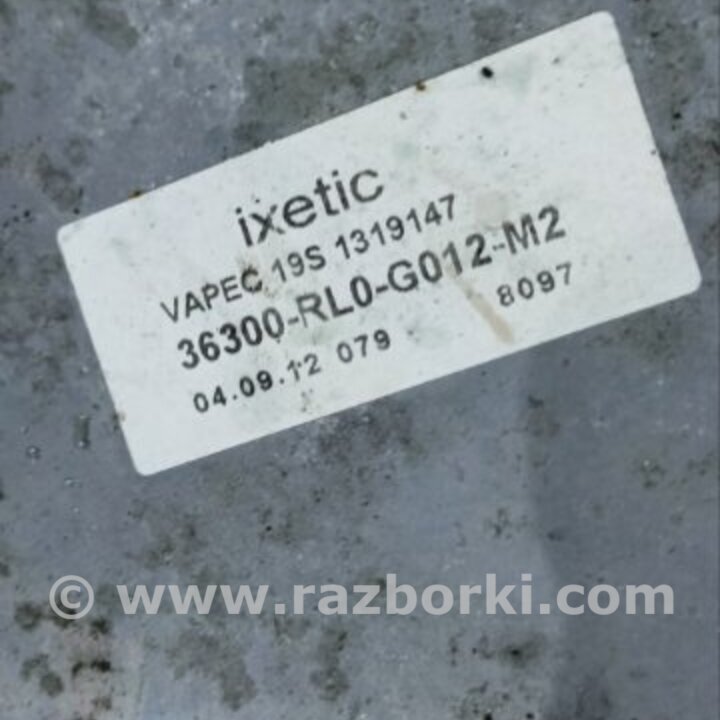 ixetic
VAPEC 19S 1319147
36300-RL0-G012-M2
04.09.12 079 8097
© www.razborki.com